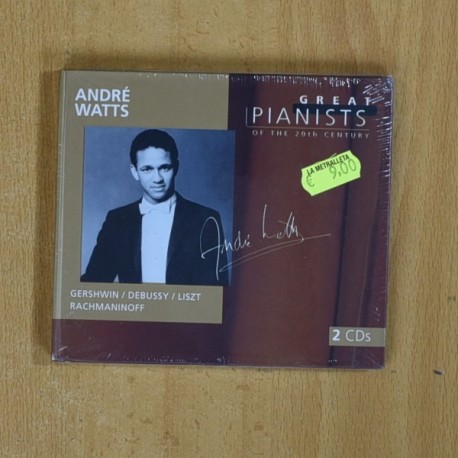 ANDRÉ
WATTS
GREAT
PIANISTS
OF THE 20th CENTURY
LA METRALLETA
€ 9,00
André Watts
GERSHWIN / DEBUSSY / LISZT
RACHMANINOFF
2 CDs